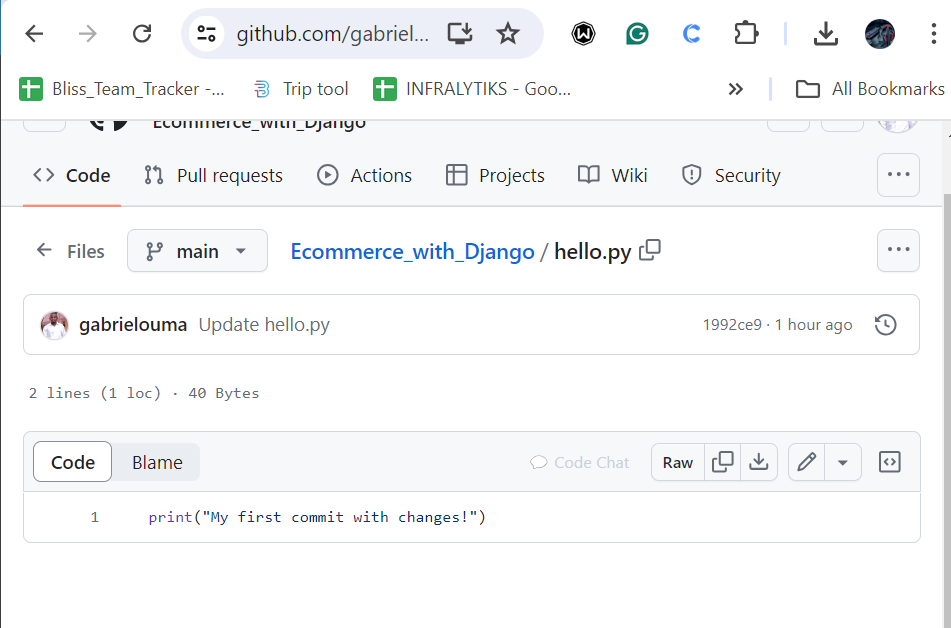 github.com/gabriel...
Bliss_Team_Tracker -... Trip tool INFRALYTIKS - Goo... » All Bookmarks
Ecommerce_with_Django
Code Pull requests Actions Projects Wiki Security
Files main Ecommerce_with_Django / hello.py
gabrielouma Update hello.py 1992ce9 · 1 hour ago
2 lines (1 loc) · 40 Bytes
Code Blame Code Chat Raw
1 print("My first commit with changes!")